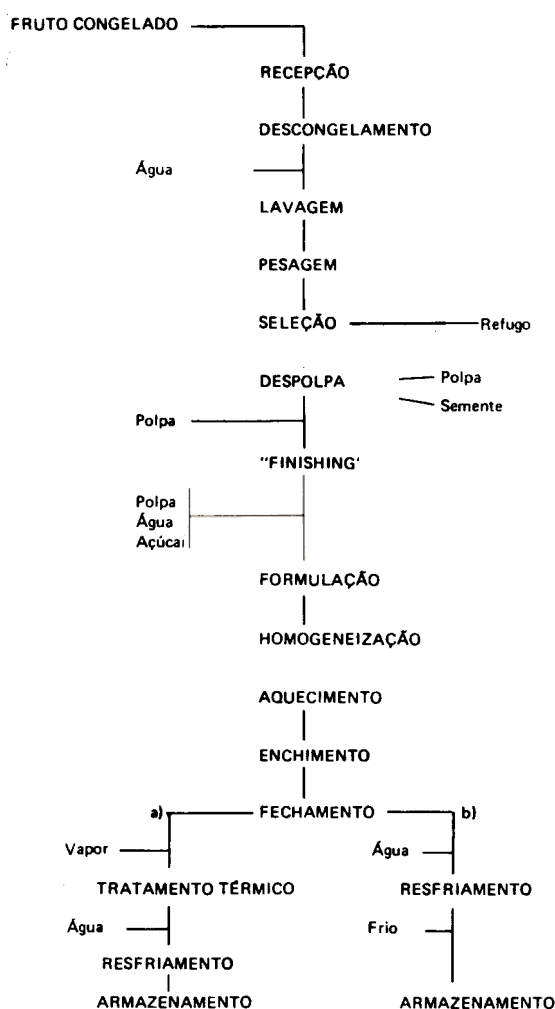 FRUTO CONGELADO
RECEPÇÃO
DESCONGELAMENTO
Água
LAVAGEM
PESAGEM
SELEÇÃO
Refugo
DESPOLPA
Polpa
Semente
Polpa
"FINISHING'
Polpa
Água
Açúcar
FORMULAÇÃO
HOMOGENEIZAÇÃO
AQUECIMENTO
ENCHIMENTO
a) FECHAMENTO b)
Vapor
Água
TRATAMENTO TÉRMICO
RESFRIAMENTO
Água
Frio
RESFRIAMENTO
ARMAZENAMENTO
ARMAZENAMENTO